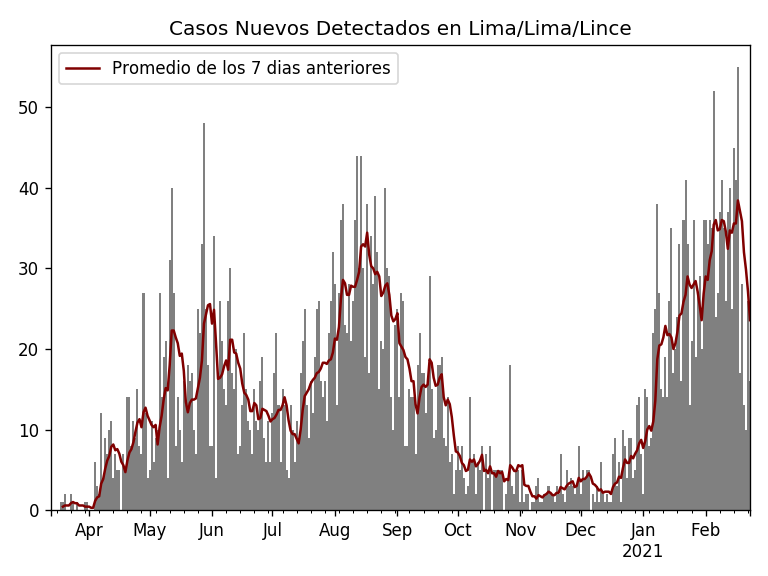 Casos Nuevos Detectados en Lima/Lima/Lince
Promedio de los 7 dias anteriores
50
40
30
20
10
0
Apr May Jun Jul Aug Sep Oct Nov Dec Jan Feb
2021